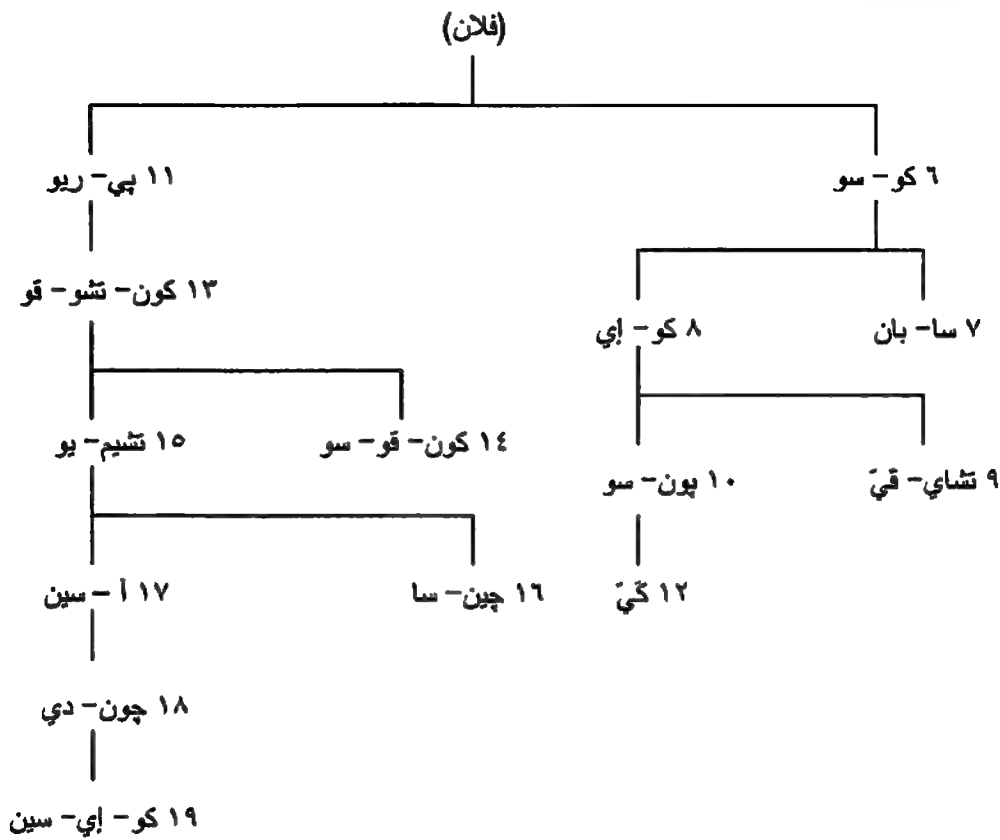 (فلان)
٦ كو- سو
١١ پي- ريو
١٣ كون- تشو- قو
٧ سا- بان
٨ كو- إي
١٤ كون- قو- سو
١٥ تشيم- يو
٩ تشاي- قيّ
١٠ پون- سو
١٢ كّيّ
١٦ چين- سا
١٧ أ- سين
١٨ چون- دي
١٩ كو- إي- سين